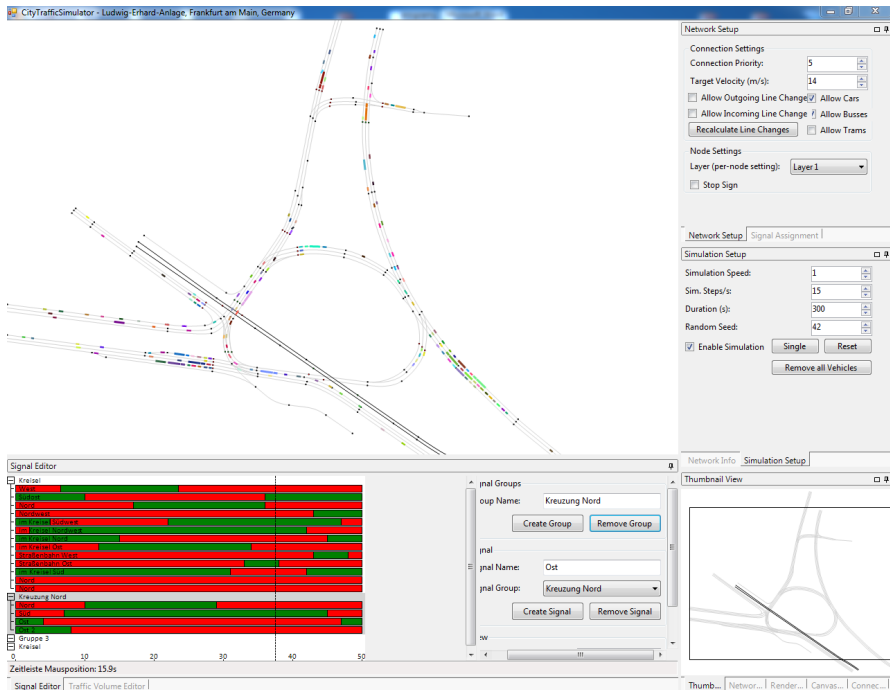 CityTrafficSimulator - Ludwig-Erhard-Anlage, Frankfurt am Main, Germany
Network Setup
Connection Settings
Connection Priority: 5
Target Velocity (m/s): 14
Allow Outgoing Line Change Allow Cars
Allow Incoming Line Change Allow Busses
Recalculate Line Changes Allow Trams
Node Settings
Layer (per-node setting): Layer 1
Stop Sign
Network Setup Signal Assignment
Simulation Setup
Simulation Speed: 1
Sim. Steps/s: 15
Duration (s): 300
Random Seed: 42
Enable Simulation Single Reset
Remove all Vehicles
Network Info Simulation Setup
Thumbnail View
Thumb... Networ... Render... Canvas... Connec...
Signal Editor
Kreisel
West
Südost
Nord
Nordwest
Im Kreisel Südwest
Im Kreisel Nordwest
Im Kreisel Nord
Im Kreisel Ost
Straßenbahn West
Straßenbahn Ost
Im Kreisel Süd
Nord
Nord
Kreuzung Nord
Nord
Süd
Ost
Ost 2
Gruppe 3
Kreisel
0 10 20 30 40 50
Zeitleiste Mausposition: 15.9s
Signal Editor Traffic Volume Editor
gnal Groups
oup Name: Kreuzung Nord
Create Group Remove Group
gnal
gnal Name: Ost
gnal Group: Kreuzung Nord
Create Signal Remove Signal
ew